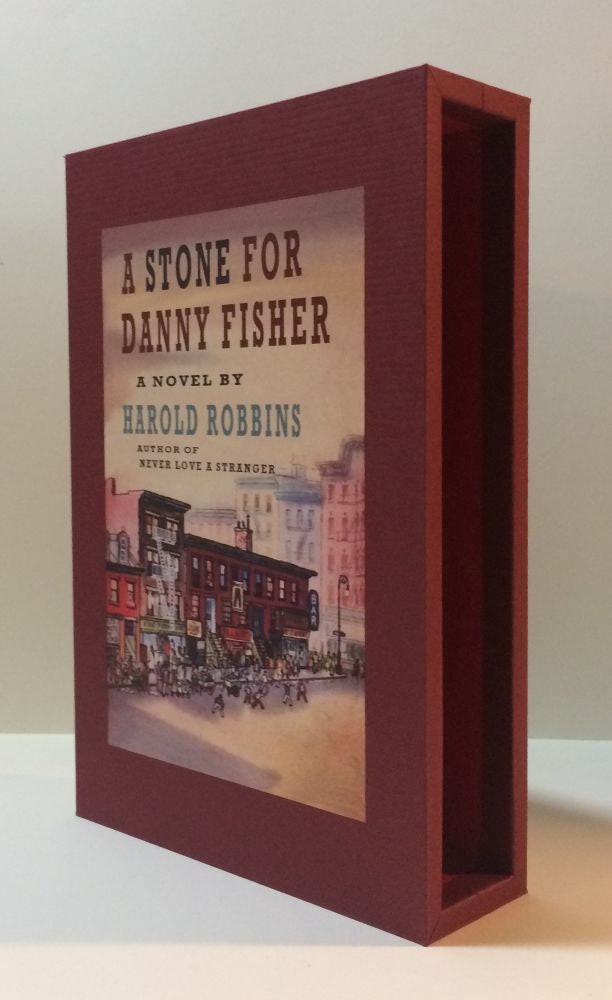 A STONE FOR
DANNY FISHER
A NOVEL BY
HAROLD ROBBINS
AUTHOR OF
NEVER LOVE A STRANGER
BAR